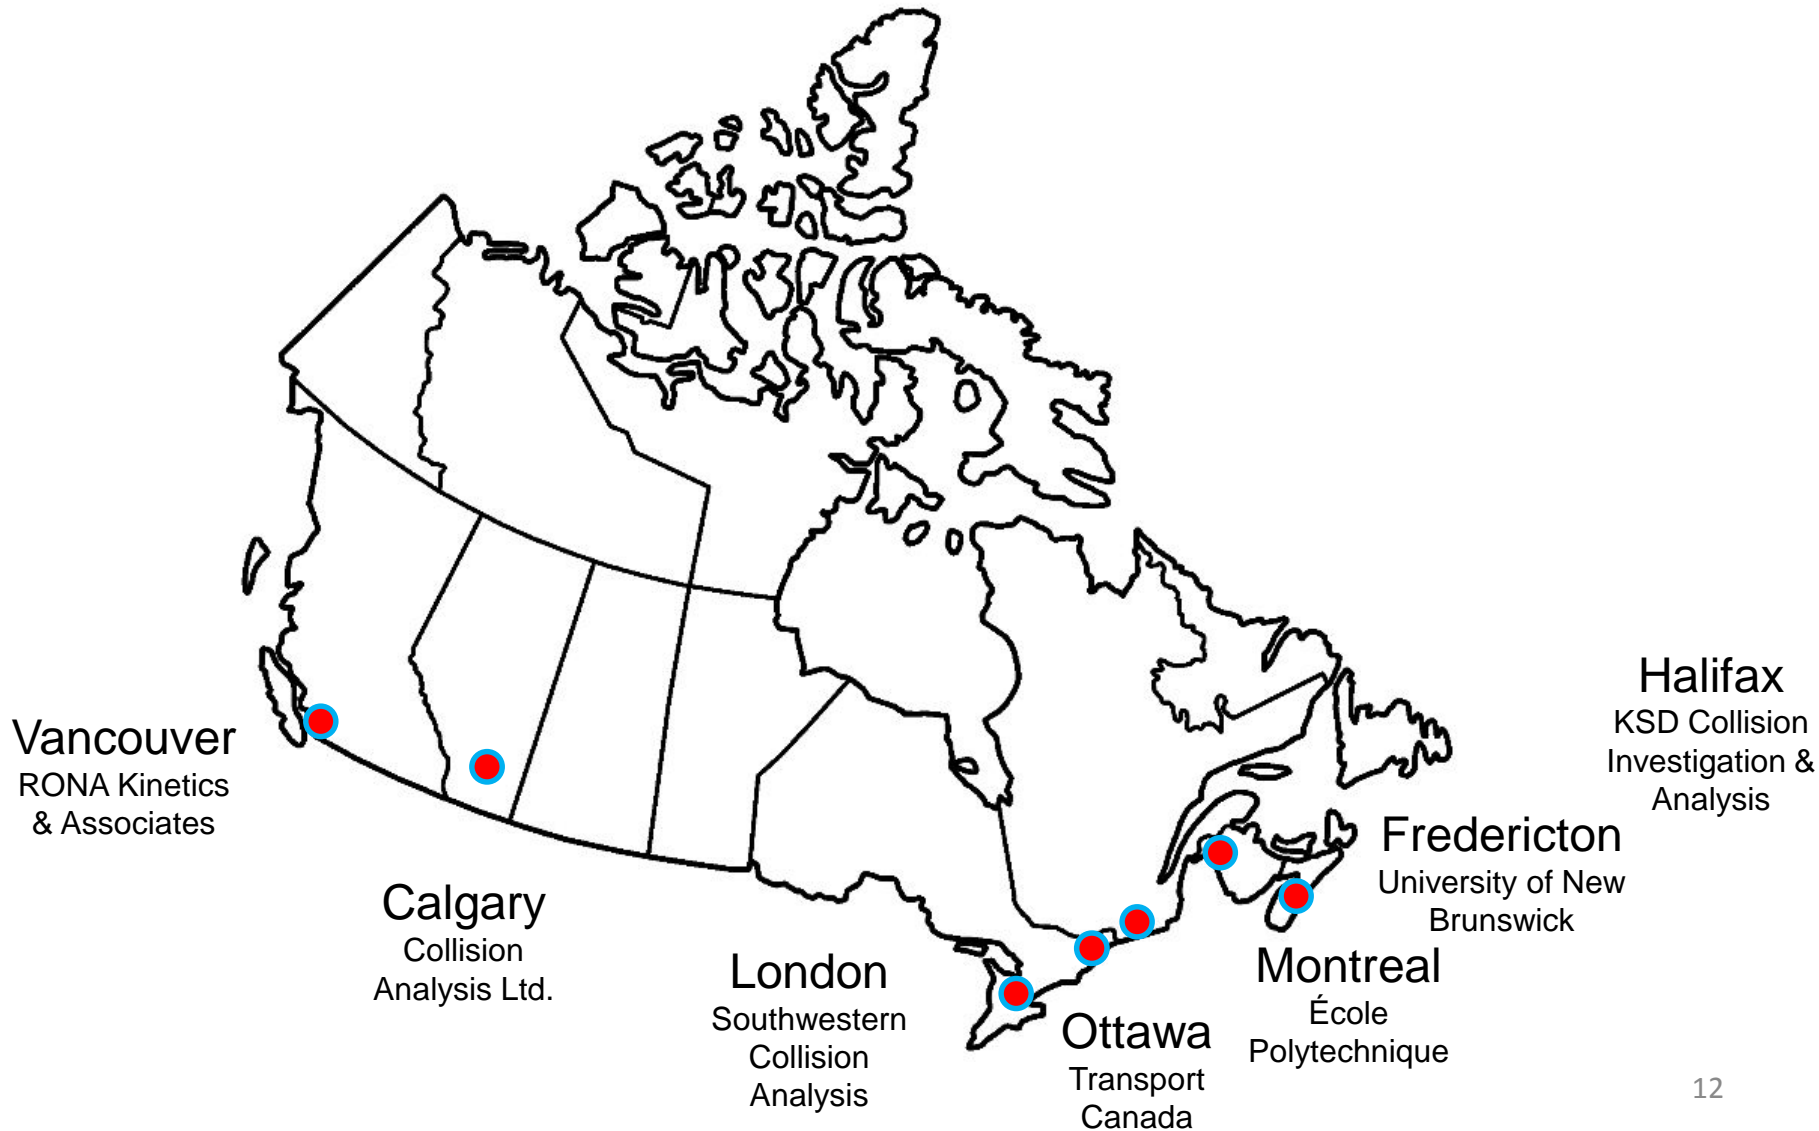 Vancouver
RONA Kinetics
& Associates
Calgary
Collision
Analysis Ltd.
London
Southwestern
Collision
Analysis
Ottawa
Transport
Canada
Montreal
École
Polytechnique
Fredericton
University of New
Brunswick
Halifax
KSD Collision
Investigation &
Analysis
12